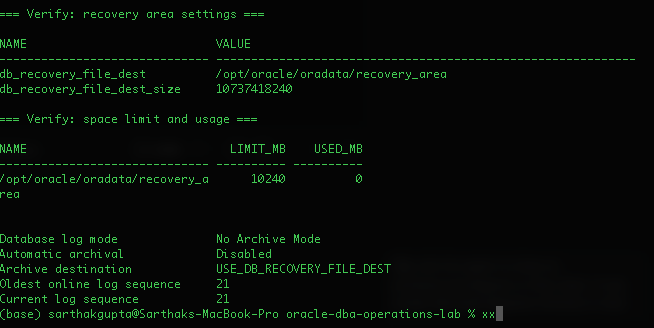 === Verify: recovery area settings ===
NAME                           VALUE
------------------------------ ------------------------------------------------------------
db_recovery_file_dest          /opt/oracle/oradata/recovery_area
db_recovery_file_dest_size     10737418240
=== Verify: space limit and usage ===
NAME                             LIMIT_MB    USED_MB
------------------------------ ---------- ----------
/opt/oracle/oradata/recovery_a      10240          0
rea
Database log mode              No Archive Mode
Automatic archival             Disabled
Archive destination            USE_DB_RECOVERY_FILE_DEST
Oldest online log sequence     21
Current log sequence           21
(base) sarthakgupta@Sarthaks-MacBook-Pro oracle-dba-operations-lab % xx